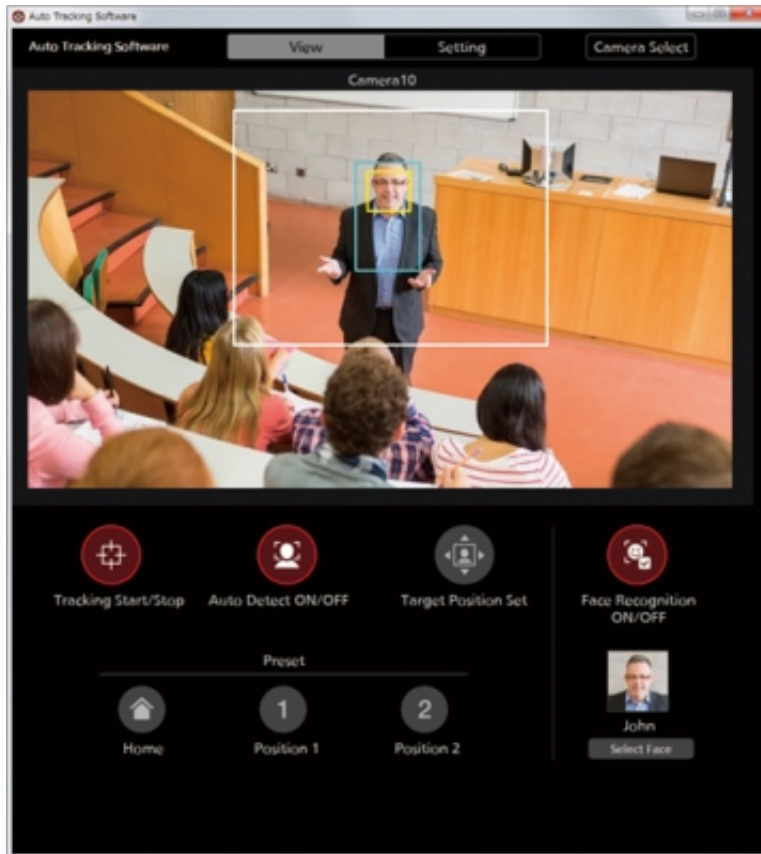 Auto Tracking Software
Auto Tracking Software
View
Setting
Camera Select
Camera10
Tracking Start/Stop
Auto Detect ON/OFF
Target Position Set
Face Recognition
ON/OFF
Preset
1
2
Home
Position 1
Position 2
John
Select Face